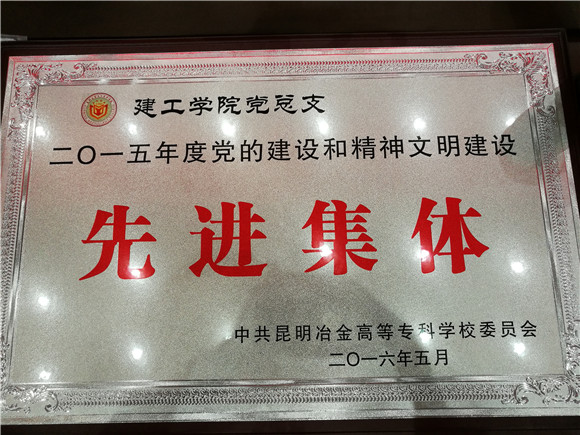 建工学院党总支
二〇一五年度党的建设和精神文明建设
先进集体
中共昆明冶金高等专科学校委员会
二〇一六年五月